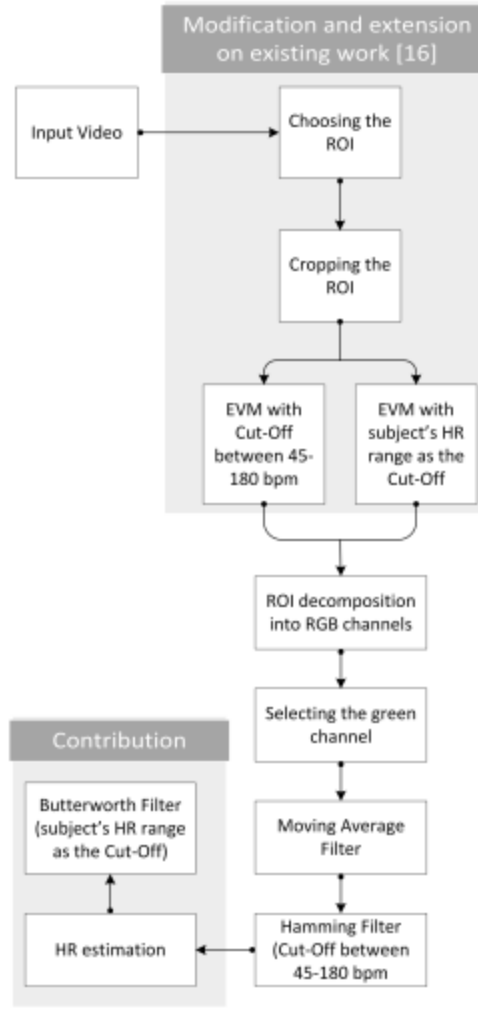 Modification and extension
on existing work [16]
Input Video
Choosing the
ROI
Cropping the
ROI
EVM with
Cut-Off
between 45-
180 bpm
EVM with
subject's HR
range as the
Cut-Off
ROI decomposition
into RGB channels
Selecting the green
channel
Contribution
Butterworth Filter
(subject's HR range
as the Cut-Off)
Moving Average
Filter
HR estimation
Hamming Filter
(Cut-Off between
45-180 bpm